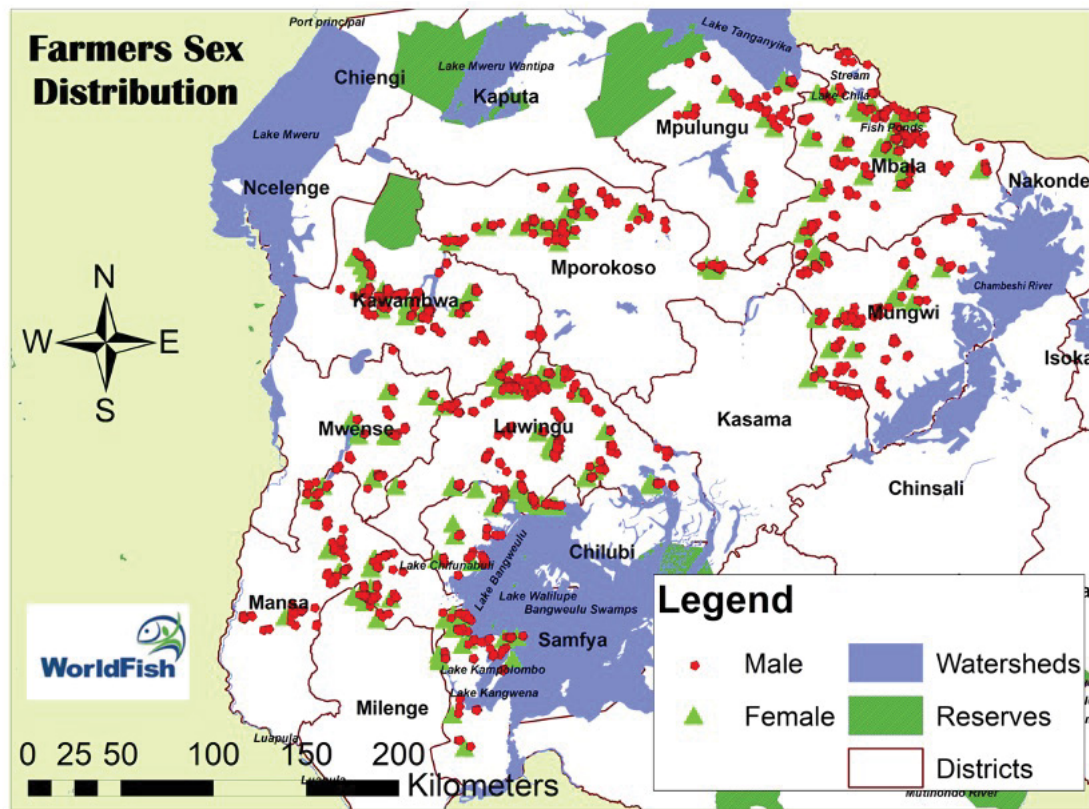 Farmers Sex
Distribution
Port principal
Lake Tanganyika
Chiengi
Lake Mweru Wantipa
Kaputa
Stream
Lake Chila
Lake Mweru
Mpulungu
Fish Ponds
Mbala
Ncelenge
Nakonde
Mporokoso
Chambeshi River
Kawambwa
Mungwi
N
W
E
S
Isoka
Kasama
Mwense
Luwingu
Chinsali
Chilubi
Lake Bangweulu
Lake Chifunabuli
Lake Walilupe
Bangweulu Swamps
Mansa
Samfya
Lake Kampolombo
Lake Kangwena
Milenge
WorldFish
Luapula
Luapula
0 25 50 100 150 200
Kilometers
Legend
Male
Female
Watersheds
Reserves
Districts
Mutinondo River